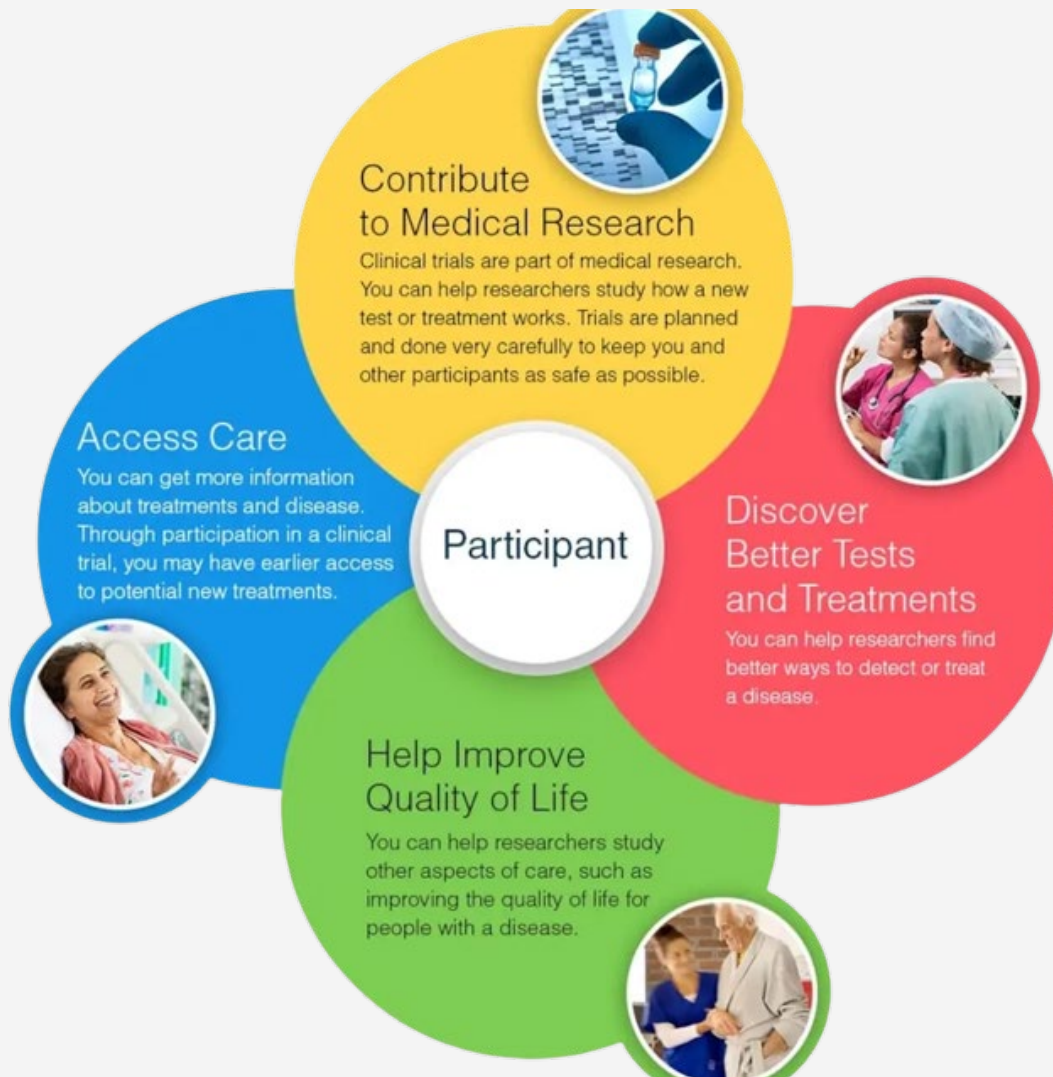 Contribute
to Medical Research
Clinical trials are part of medical research.
You can help researchers study how a new
test or treatment works. Trials are planned
and done very carefully to keep you and
other participants as safe as possible.
Access Care
You can get more information
about treatments and disease.
Through participation in a clinical
trial, you may have earlier access
to potential new treatments.
Participant
Discover
Better Tests
and Treatments
You can help researchers find
better ways to detect or treat
a disease.
Help Improve
Quality of Life
You can help researchers study
other aspects of care, such as
improving the quality of life for
people with a disease.